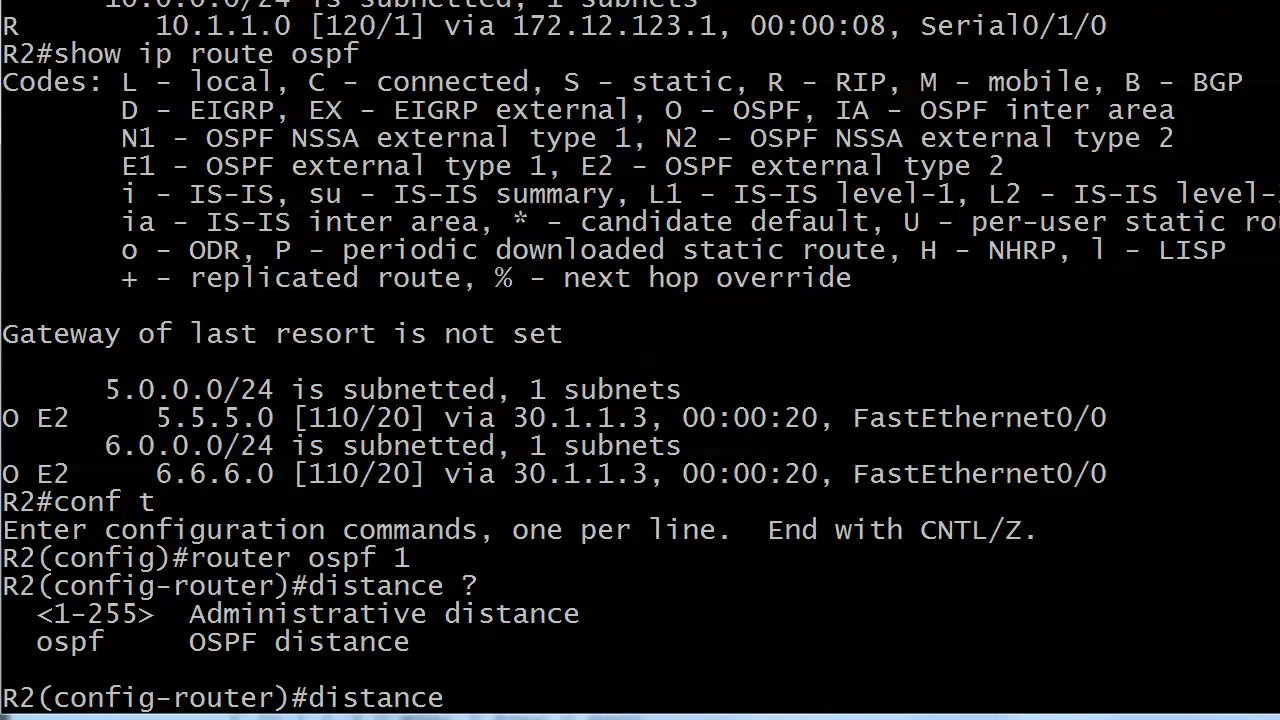 10.0.0.0/24 is subnetted, 1 subnets
R 10.1.1.0 [120/1] via 172.12.123.1, 00:00:08, Serial0/1/0
R2#show ip route ospf
Codes: L - local, C - connected, S - static, R - RIP, M - mobile, B - BGP
D - EIGRP, EX - EIGRP external, O - OSPF, IA - OSPF inter area
N1 - OSPF NSSA external type 1, N2 - OSPF NSSA external type 2
E1 - OSPF external type 1, E2 - OSPF external type 2
i - IS-IS, su - IS-IS summary, L1 - IS-IS level-1, L2 - IS-IS level-
ia - IS-IS inter area, * - candidate default, U - per-user static ro
o - ODR, P - periodic downloaded static route, H - NHRP, l - LISP
+ - replicated route, % - next hop override
Gateway of last resort is not set
5.0.0.0/24 is subnetted, 1 subnets
O E2 5.5.5.0 [110/20] via 30.1.1.3, 00:00:20, FastEthernet0/0
6.0.0.0/24 is subnetted, 1 subnets
O E2 6.6.6.0 [110/20] via 30.1.1.3, 00:00:20, FastEthernet0/0
R2#conf t
Enter configuration commands, one per line. End with CNTL/Z.
R2(config)#router ospf 1
R2(config-router)#distance ?
<1-255> Administrative distance
ospf OSPF distance
R2(config-router)#distance